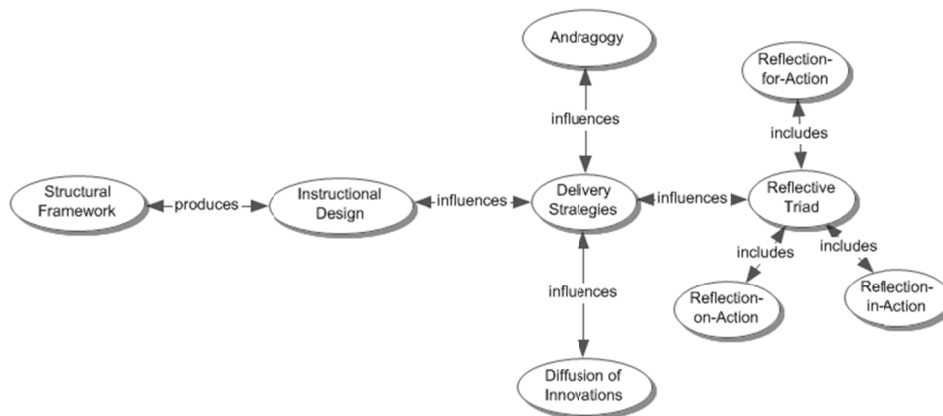 Andragogy
Reflection-
for-Action
influences
includes
Structural
Framework
produces
Instructional
Design
influences
Delivery
Strategies
influences
Reflective
Triad
includes
includes
Reflection-
on-Action
Reflection-
in-Action
influences
Diffusion of
Innovations